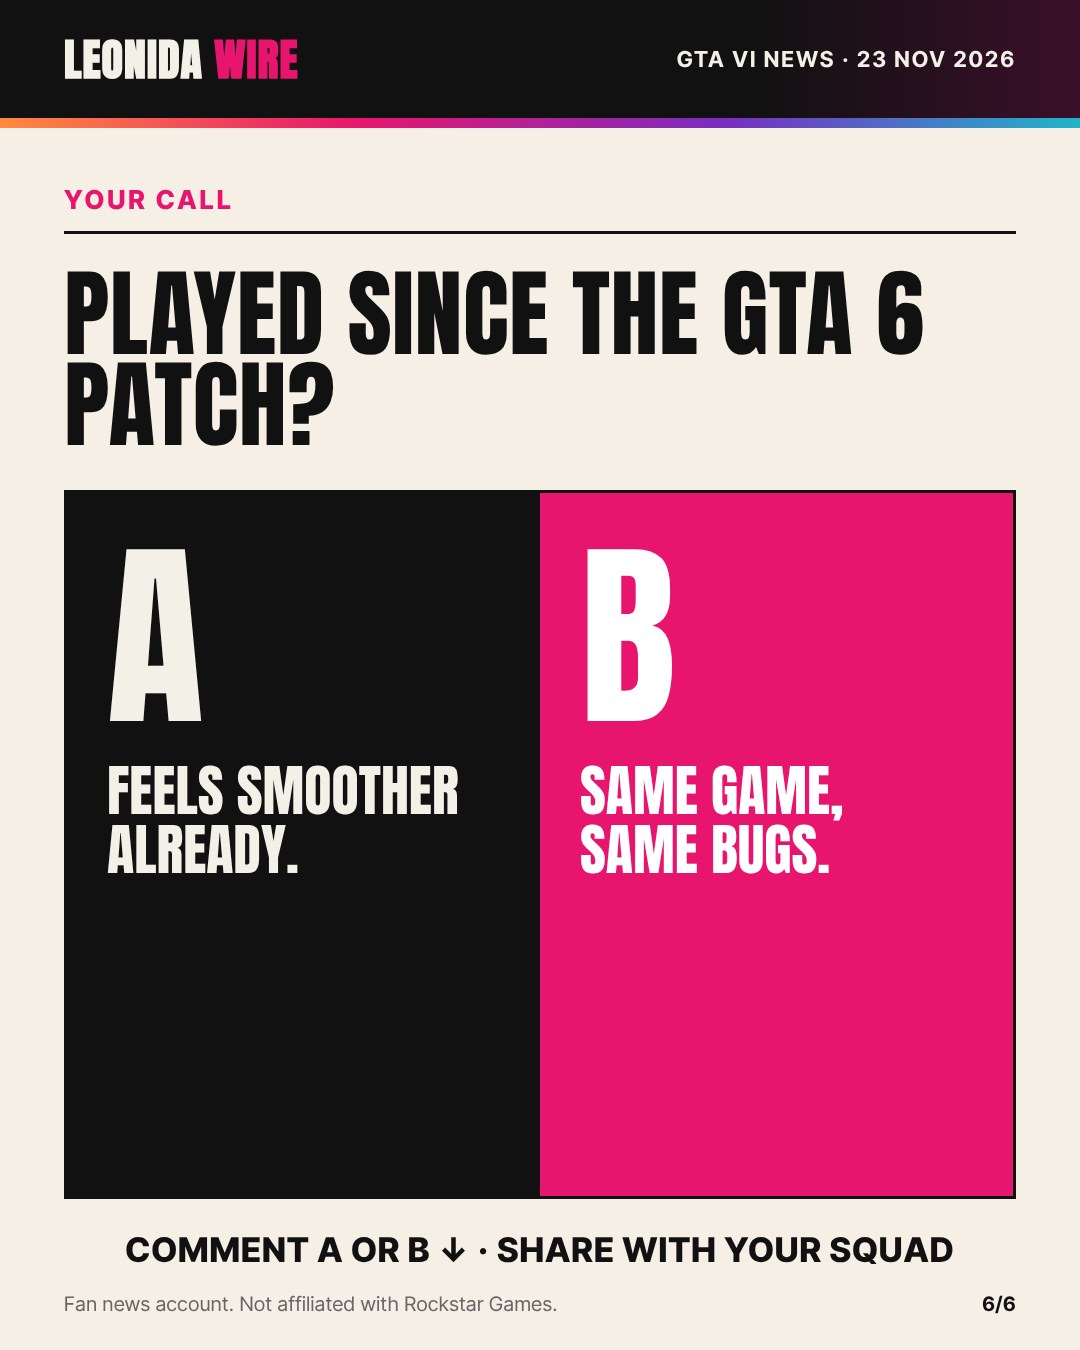 LEONIDA WIRE
GTA VI NEWS · 23 NOV 2026
YOUR CALL
PLAYED SINCE THE GTA 6
PATCH?
A
FEELS SMOOTHER
ALREADY.
B
SAME GAME,
SAME BUGS.
COMMENT A OR B ↓ · SHARE WITH YOUR SQUAD
Fan news account. Not affiliated with Rockstar Games.
6/6